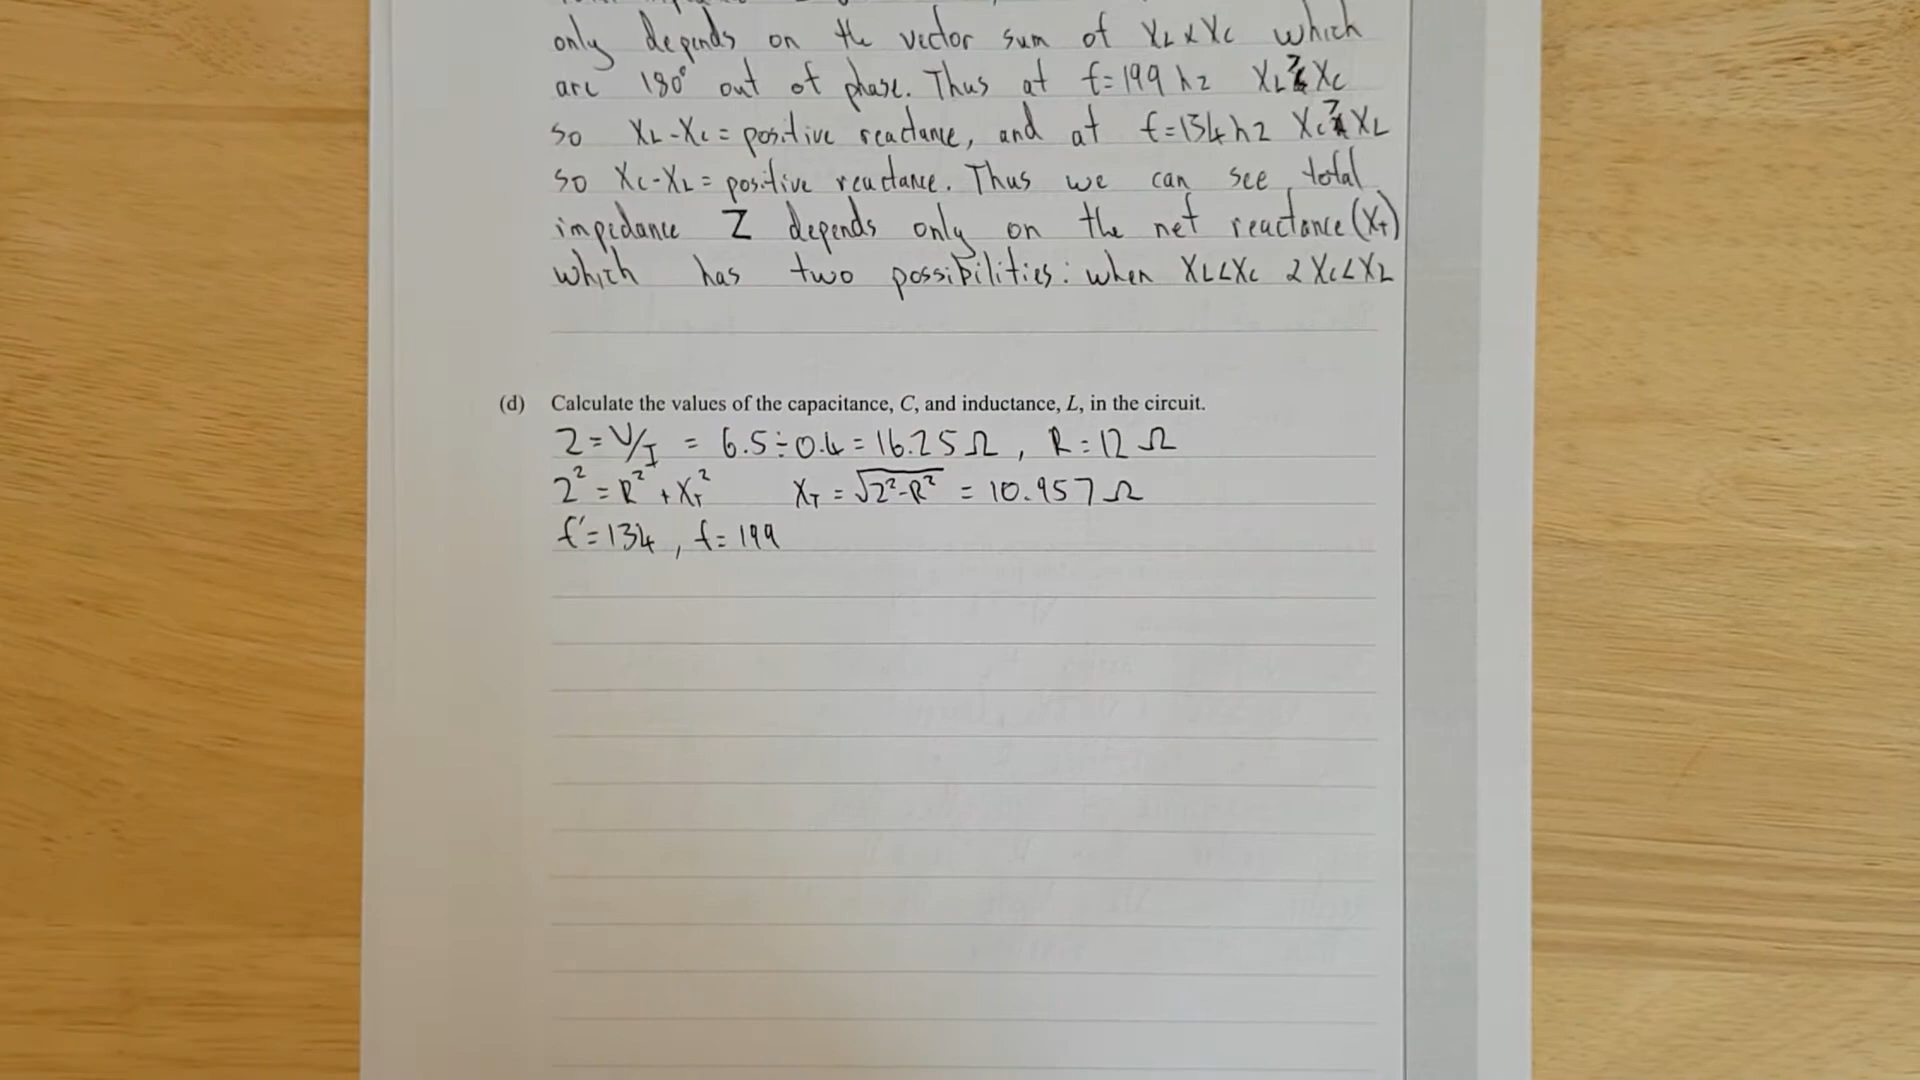 only depends on the vector sum of XL & XC which
are 180° out of phase. Thus at f=199 hz XL > XC
so XL-XC = positive reactance, and at f=134hz XC > XL
so XC-XL = positive reactance. Thus we can see total
impedance Z depends only on the net reactance (XT)
which has two possibilities: when XL<XC & XC<XL
(d) Calculate the values of the capacitance, C, and inductance, L, in the circuit.
Z = V/I = 6.5÷0.4 = 16.25 Ω, R = 12 Ω
Z² = R² + XT² XT = √Z²-R² = 10.957 Ω
f' = 134, f = 199